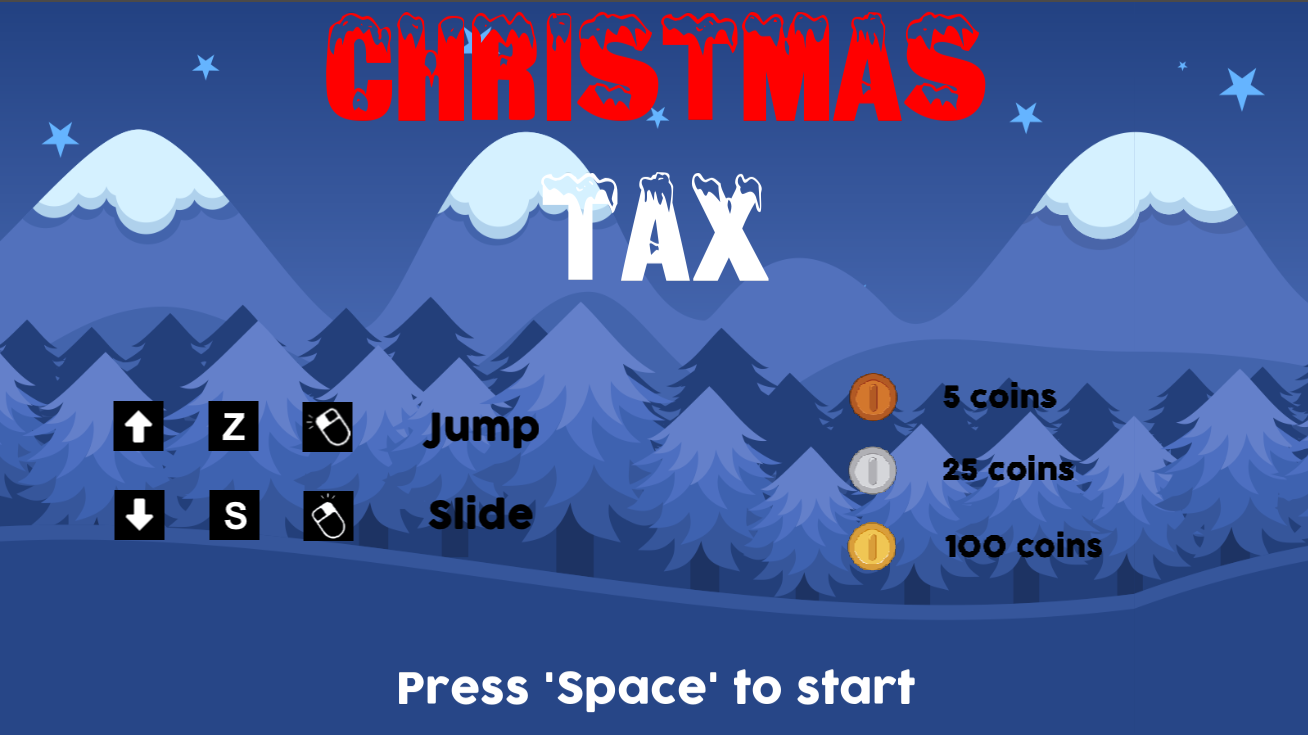 CHRISTMAS
TAX
Z Jump
S Slide
5 coins
25 coins
100 coins
Press 'Space' to start